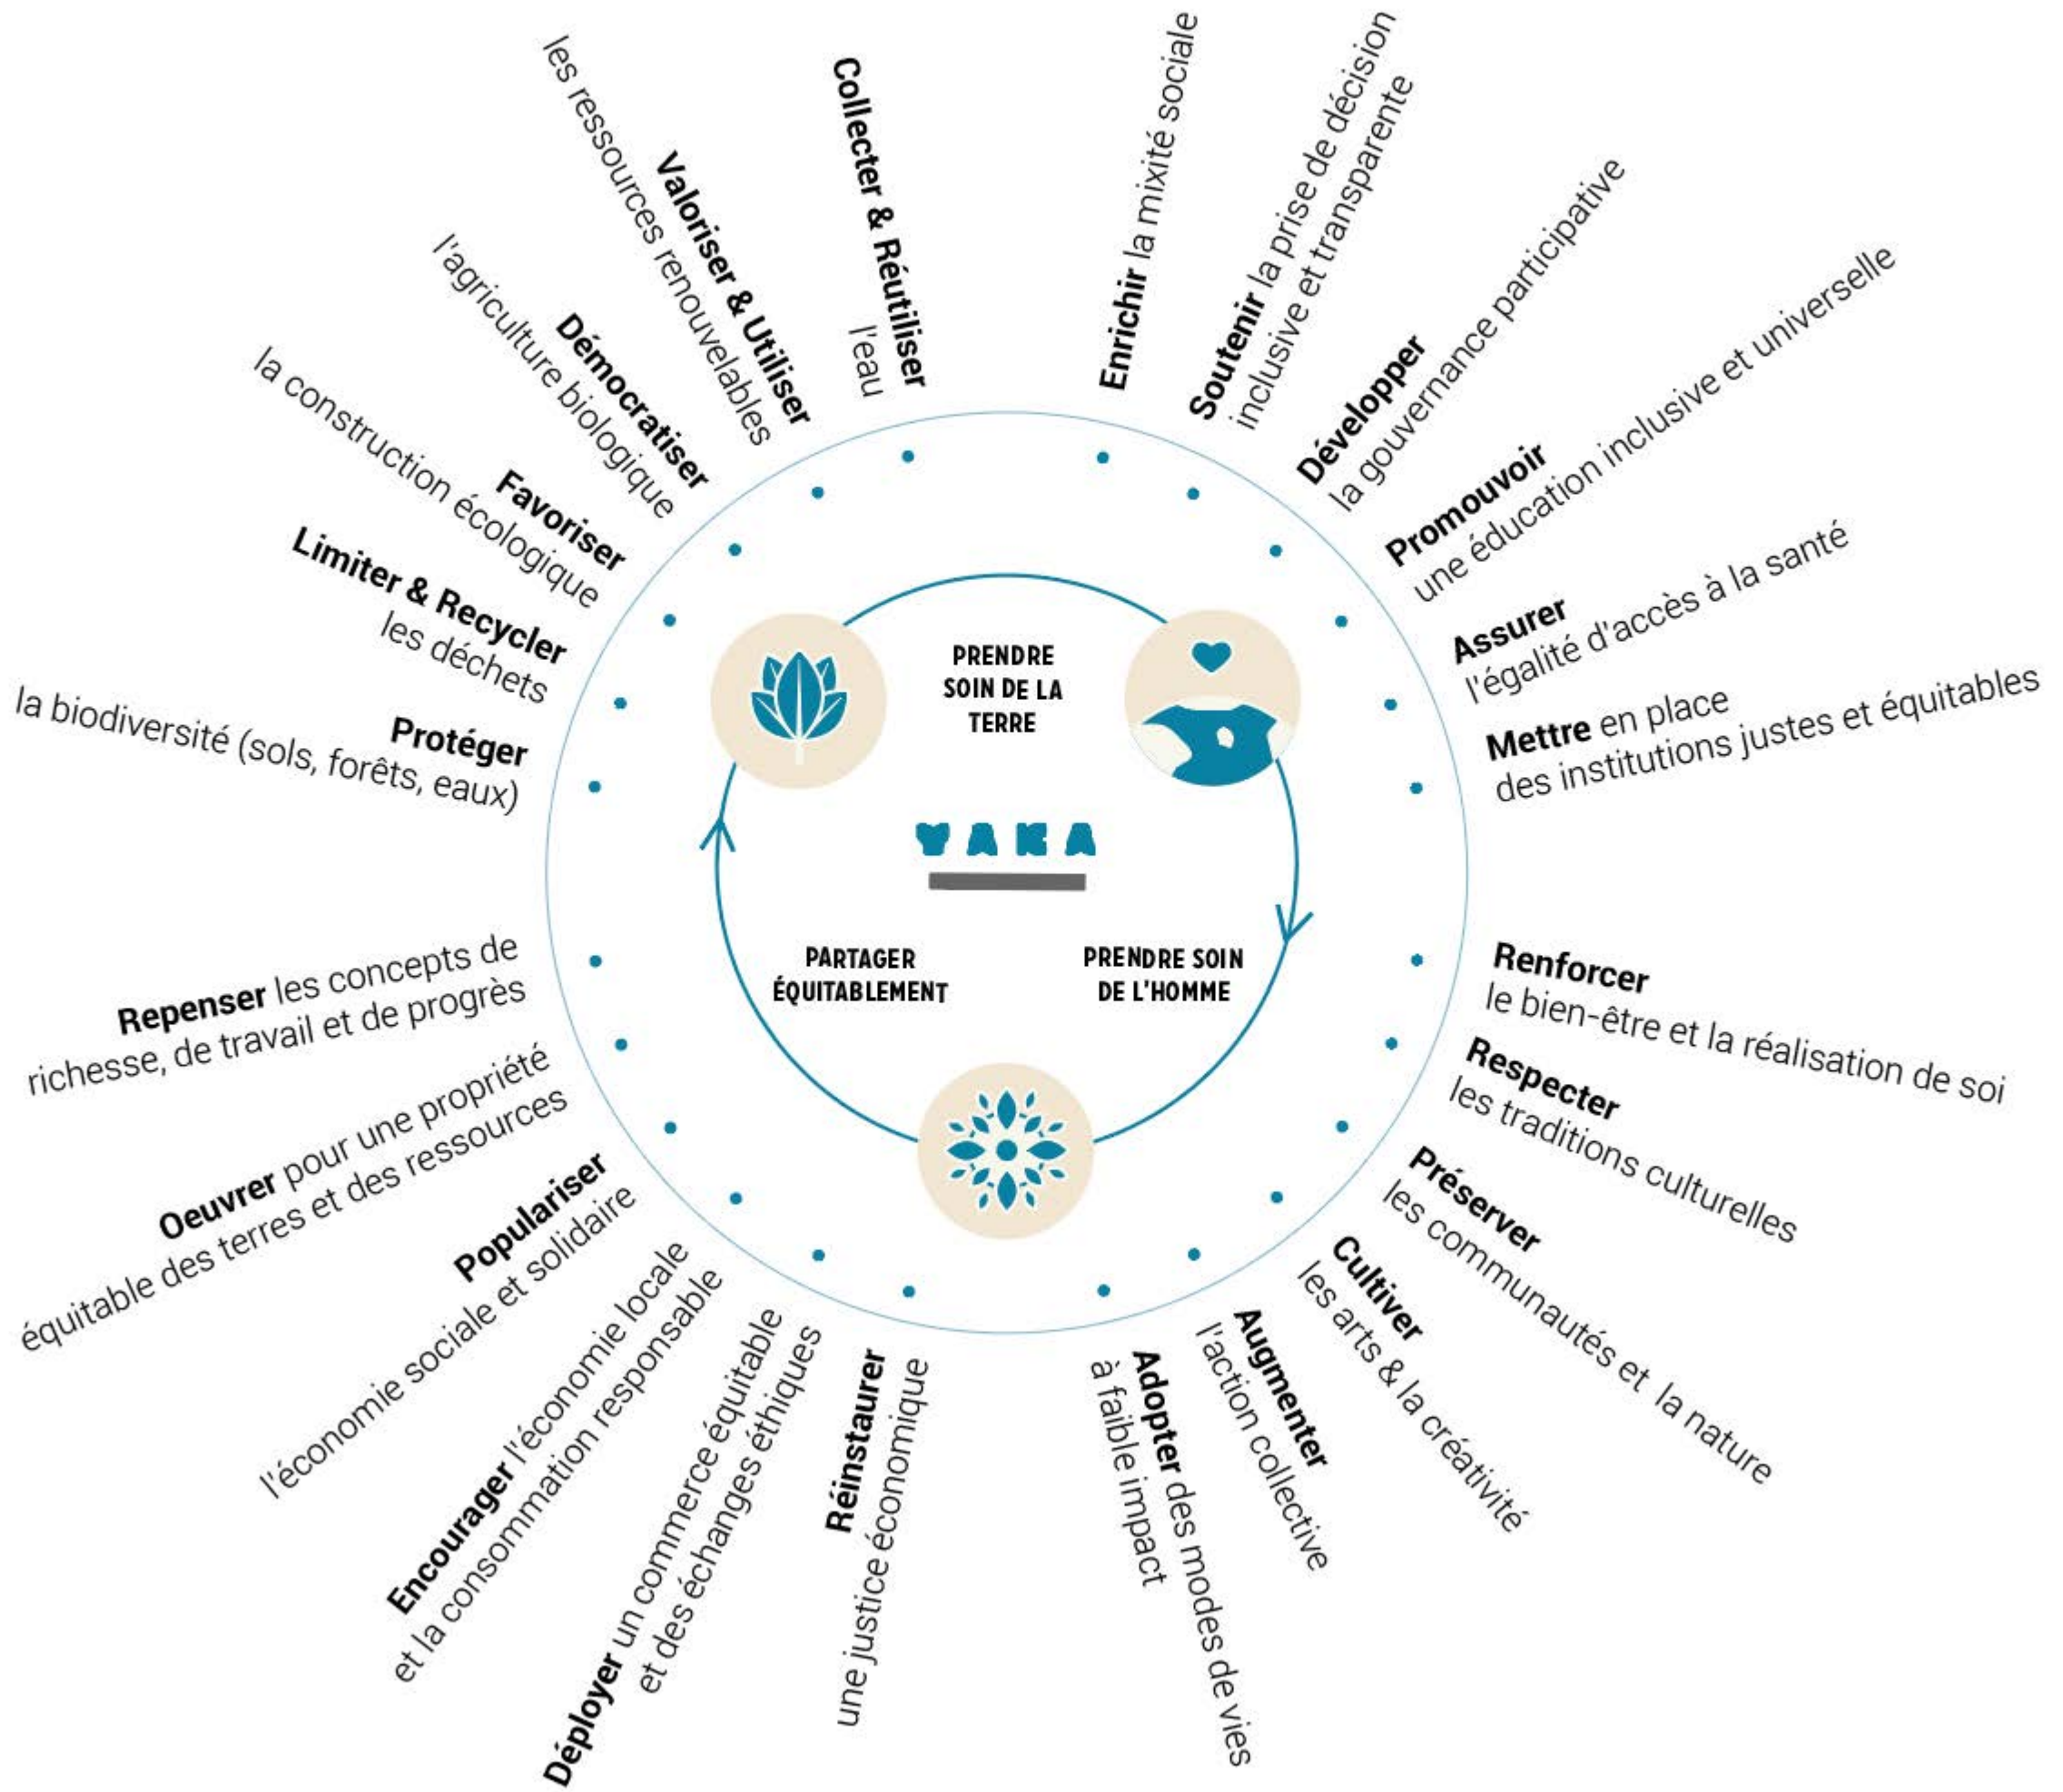 Collecter & Réutiliser
l'eau
Valoriser & Utiliser
les ressources renouvelables
Démocratiser
l'agriculture biologique
Favoriser
la construction écologique
Limiter & Recycler
les déchets
Protéger
la biodiversité (sols, forêts, eaux)
Enrichir la mixité sociale
Soutenir la prise de décision
inclusive et transparente
Développer
la gouvernance participative
Promouvoir
une éducation inclusive et universelle
Assurer
l'égalité d'accès à la santé
Mettre en place
des institutions justes et équitables
PRENDRE
SOIN DE LA
TERRE
YAKA
PARTAGER
ÉQUITABLEMENT
PRENDRE SOIN
DE L'HOMME
Renforcer
le bien-être et la réalisation de soi
Respecter
les traditions culturelles
Préserver
les communautés et la nature
Cultiver
les arts & la créativité
Augmenter
l'action collective
Adopter des modes de vies
à faible impact
Repenser les concepts de
richesse, de travail et de progrès
Oeuvrer pour une propriété
équitable des terres et des ressources
Populariser
l'économie sociale et solidaire
Encourager l'économie locale
et la consommation responsable
Déployer un commerce équitable
et des échanges éthiques
Réinstaurer
une justice économique